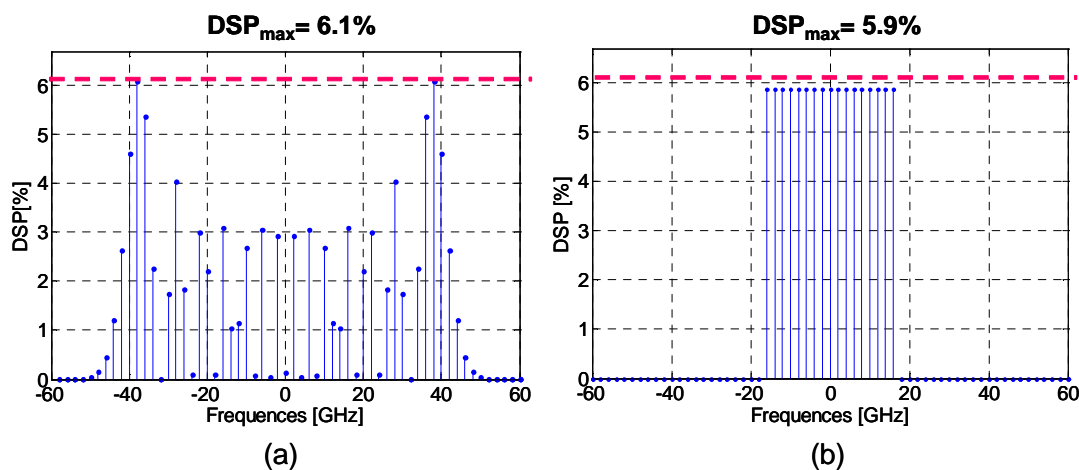 DSPmax= 6.1%
DSP[%]
6
5
4
3
2
1
0
-60 -40 -20 0 20 40 60
Frequences [GHz]
(a)
DSPmax= 5.9%
DSP [%]
6
5
4
3
2
1
0
-60 -40 -20 0 20 40 60
Frequences [GHz]
(b)